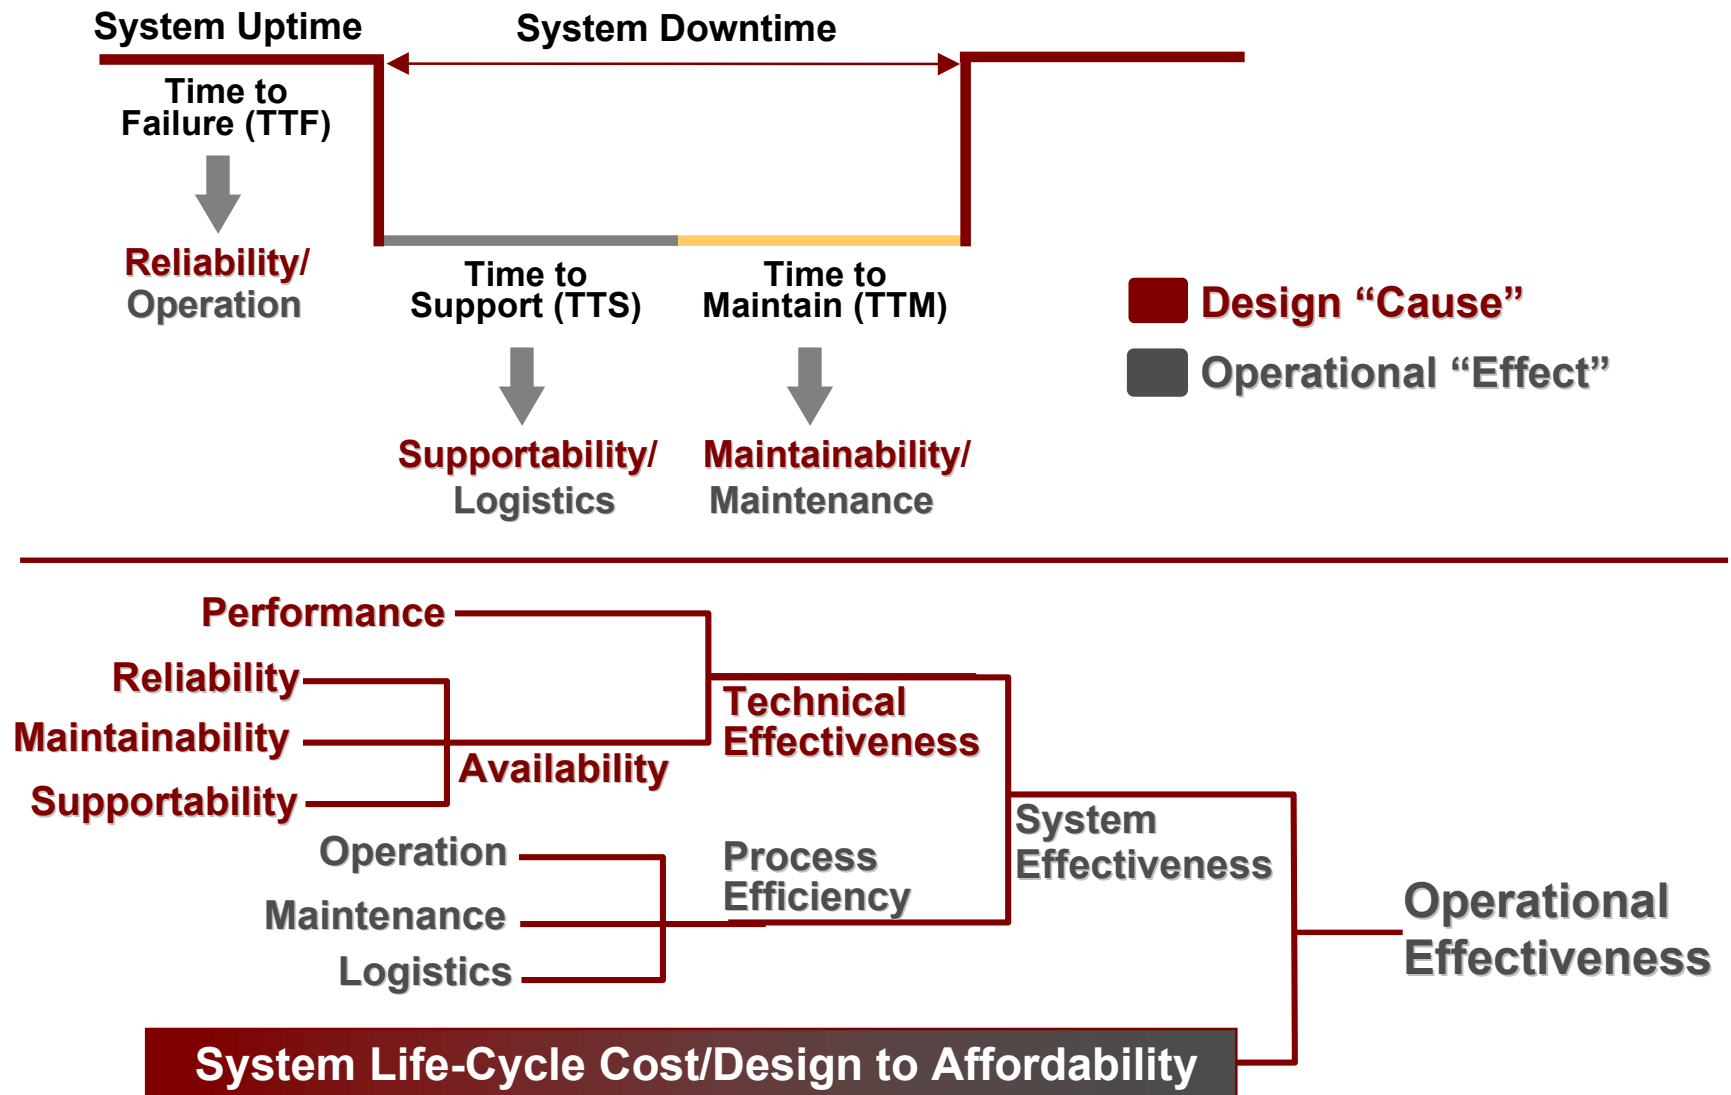 System Uptime
System Downtime
Time to
Failure (TTF)
Reliability/
Operation
Time to
Support (TTS)
Time to
Maintain (TTM)
Supportability/
Logistics
Maintainability/
Maintenance
Design “Cause”
Operational “Effect”
Performance
Reliability
Maintainability
Supportability
Availability
Technical
Effectiveness
Operation
Maintenance
Logistics
Process
Efficiency
System
Effectiveness
Operational
Effectiveness
System Life-Cycle Cost/Design to Affordability